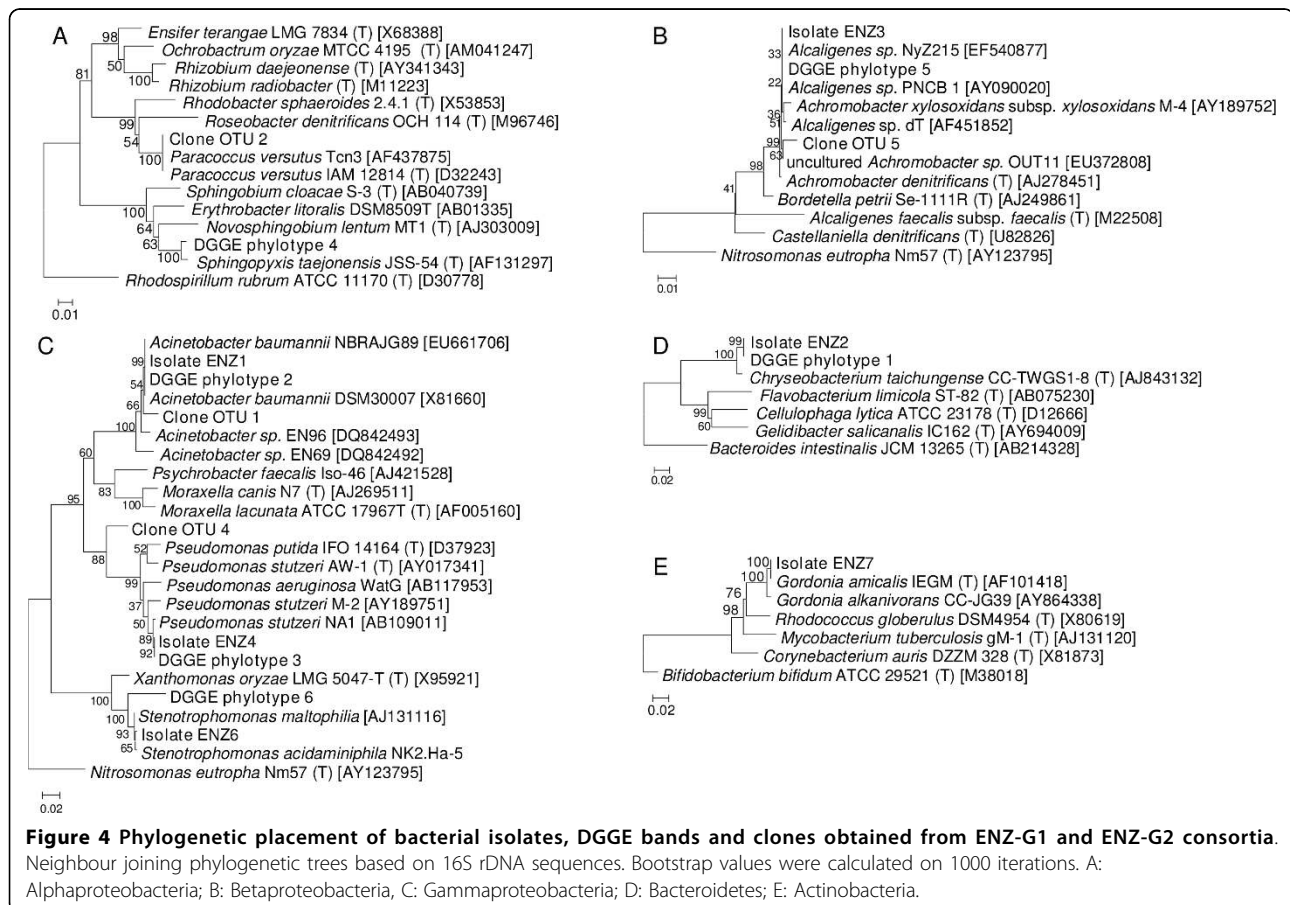 A
Ensifer terangae LMG 7834 (T) [X68388]
Ochrobactrum oryzae MTCC 4195 (T) [AM041247]
Rhizobium daejeonense (T) [AY341343]
Rhizobium radiobacter (T) [M11223]
Rhodobacter sphaeroides 2.4.1 (T) [X53853]
Roseobacter denitrificans OCH 114 (T) [M96746]
Clone OTU 2
Paracoccus versutus Tcn3 [AF437875]
Paracoccus versutus IAM 12814 (T) [D32243]
Sphingobium cloacae S-3 (T) [AB040739]
Erythrobacter litoralis DSM8509T [AB01335]
Novosphingobium lentum MT1 (T) [AJ303009]
DGGE phylotype 4
Sphingopyxis taejonensis JSS-54 (T) [AF131297]
Rhodospirillum rubrum ATCC 11170 (T) [D30778]
98
50
100
81
99
54
100
100
64
63
100
0.01
B
Isolate ENZ3
Alcaligenes sp. NyZ215 [EF540877]
DGGE phylotype 5
Alcaligenes sp. PNCB 1 [AY090020]
Achromobacter xylosoxidans subsp. xylosoxidans M-4 [AY189752]
Alcaligenes sp. dT [AF451852]
Clone OTU 5
uncultured Achromobacter sp. OUT11 [EU372808]
Achromobacter denitrificans (T) [AJ278451]
Bordetella petrii Se-1111R (T) [AJ249861]
Alcaligenes faecalis subsp. faecalis (T) [M22508]
Castellaniella denitrificans (T) [U82826]
Nitrosomonas eutropha Nm57 (T) [AY123795]
33
22
36
51
99
63
98
41
0.01
C
Acinetobacter baumannii NBRAJG89 [EU661706]
Isolate ENZ1
DGGE phylotype 2
Acinetobacter baumannii DSM30007 [X81660]
Clone OTU 1
Acinetobacter sp. EN96 [DQ842493]
Acinetobacter sp. EN69 [DQ842492]
Psychrobacter faecalis Iso-46 [AJ421528]
Moraxella canis N7 (T) [AJ269511]
Moraxella lacunata ATCC 17967T (T) [AF005160]
Clone OTU 4
Pseudomonas putida IFO 14164 (T) [D37923]
Pseudomonas stutzeri AW-1 (T) [AY017341]
Pseudomonas aeruginosa WatG [AB117953]
Pseudomonas stutzeri M-2 [AY189751]
Pseudomonas stutzeri NA1 [AB109011]
Isolate ENZ4
DGGE phylotype 3
Xanthomonas oryzae LMG 5047-T (T) [X95921]
DGGE phylotype 6
Stenotrophomonas maltophilia [AJ131116]
Isolate ENZ6
Stenotrophomonas acidaminiphila NK2.Ha-5
Nitrosomonas eutropha Nm57 (T) [AY123795]
99
54
66
100
60
83
100
95
88
52
99
37
50
89
92
100
100
93
65
0.02
D
Isolate ENZ2
DGGE phylotype 1
Chryseobacterium taichungense CC-TWGS1-8 (T) [AJ843132]
Flavobacterium limicola ST-82 (T) [AB075230]
Cellulophaga lytica ATCC 23178 (T) [D12666]
Gelidibacter salicanalis IC162 (T) [AY694009]
Bacteroides intestinalis JCM 13265 (T) [AB214328]
99
100
99
60
0.02
E
Isolate ENZ7
Gordonia amicalis IEGM (T) [AF101418]
Gordonia alkanivorans CC-JG39 [AY864338]
Rhodococcus globerulus DSM4954 (T) [X80619]
Mycobacterium tuberculosis gM-1 (T) [AJ131120]
Corynebacterium auris DZZM 328 (T) [X81873]
Bifidobacterium bifidum ATCC 29521 (T) [M38018]
100
100
76
98
0.02
Figure 4 Phylogenetic placement of bacterial isolates, DGGE bands and clones obtained from ENZ-G1 and ENZ-G2 consortia.
Neighbour joining phylogenetic trees based on 16S rDNA sequences. Bootstrap values were calculated on 1000 iterations. A:
Alphaproteobacteria; B: Betaproteobacteria, C: Gammaproteobacteria; D: Bacteroidetes; E: Actinobacteria.